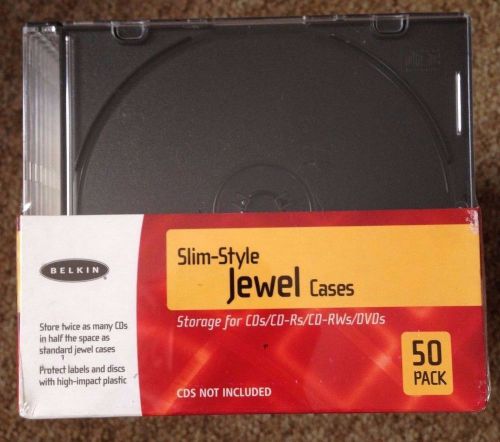 BELKIN®
Slim-Style
Jewel Cases
Storage for CDs/CD-Rs/CD-RWs/DVDs
Store twice as many CDs
in half the space as
standard jewel cases
Protect labels and discs
with high-impact plastic
CDS NOT INCLUDED
50
PACK